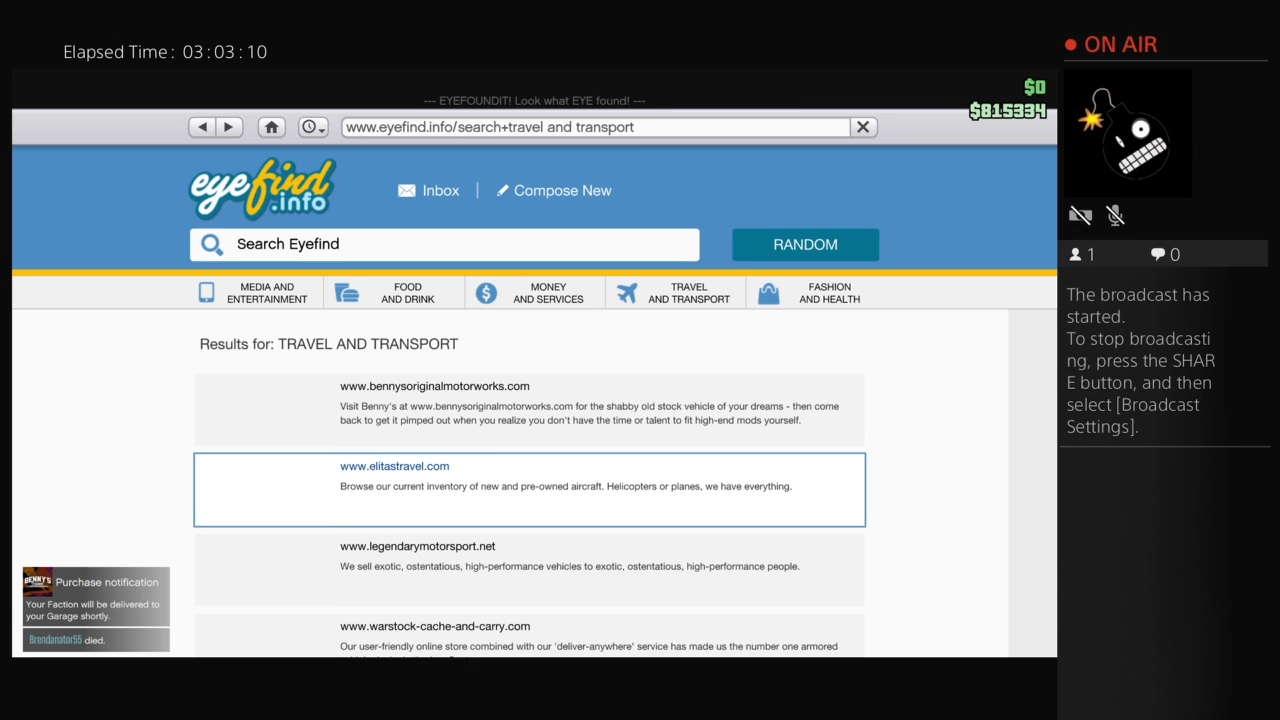 Elapsed Time: 03:03:10
ON AIR
--- EYEFOUNDIT! Look what EYE found! ---
$0
$815334
www.eyefind.info/search+travel and transport
eyefind
.info
Inbox
Compose New
Search Eyefind
RANDOM
MEDIA AND
ENTERTAINMENT
FOOD
AND DRINK
MONEY
AND SERVICES
TRAVEL
AND TRANSPORT
FASHION
AND HEALTH
Results for: TRAVEL AND TRANSPORT
www.bennysoriginalmotorworks.com
Visit Benny's at www.bennysoriginalmotorworks.com for the shabby old stock vehicle of your dreams - then come
back to get it pimped out when you realize you don't have the time or talent to fit high-end mods yourself.
www.elitastravel.com
Browse our current inventory of new and pre-owned aircraft. Helicopters or planes, we have everything.
www.legendarymotorsport.net
We sell exotic, ostentatious, high-performance vehicles to exotic, ostentatious, high-performance people.
www.warstock-cache-and-carry.com
Our user-friendly online store combined with our 'deliver-anywhere' service has made us the number one armored
BENNY'S
Purchase notification
Your Faction will be delivered to
your Garage shortly.
Brendanator55 died.
1
0
The broadcast has
started.
To stop broadcasti
ng, press the SHAR
E button, and then
select [Broadcast
Settings].